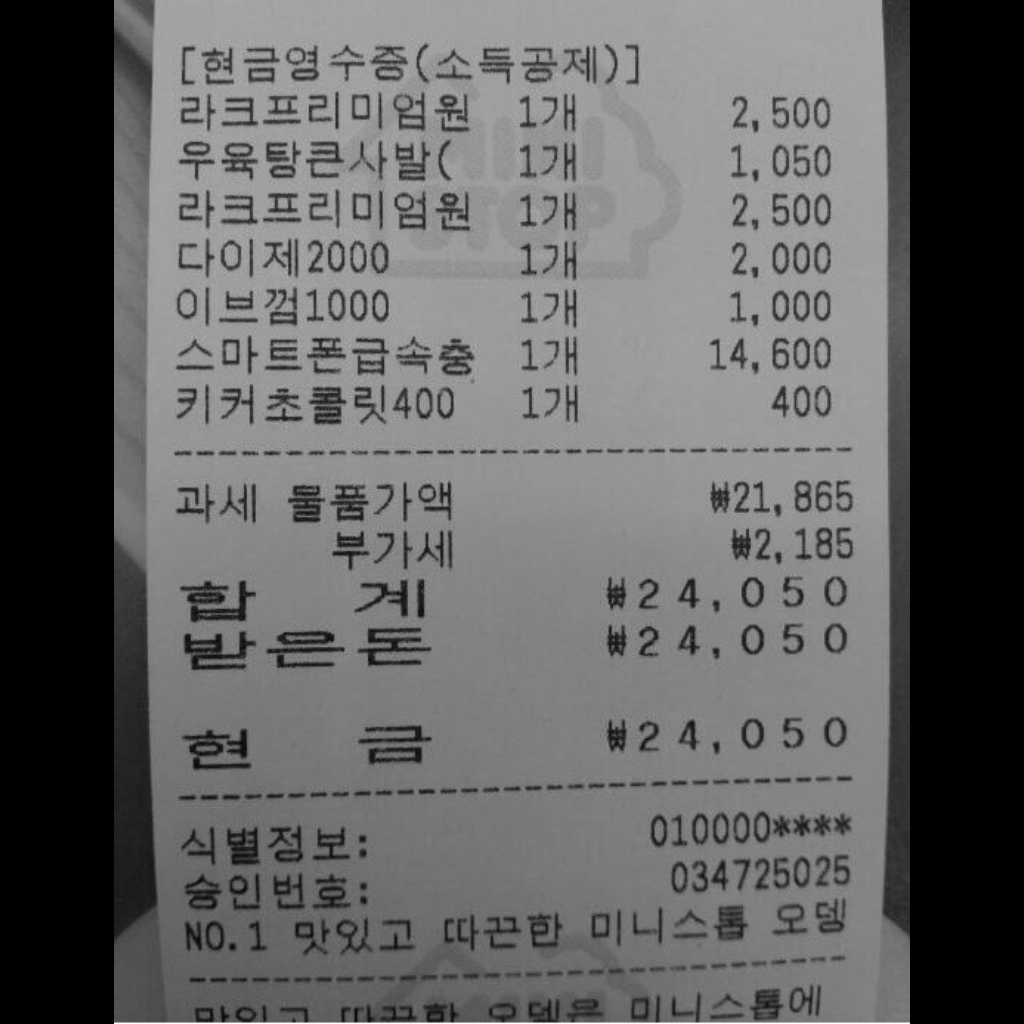 [현금영수증(소득공제)]
라크프리미엄원 1개 2,500
우육탕큰사발( 1개 1,050
라크프리미엄원 1개 2,500
다이제2000 1개 2,000
이브껌1000 1개 1,000
스마트폰급속충 1개 14,600
키커초콜릿400 1개 400
과세 물품가액 ₩21,865
부가세 ₩2,185
합 계 ₩24,050
받은돈 ₩24,050
현 금 ₩24,050
식별정보: 010000****
승인번호: 034725025
NO.1 맛있고 따끈한 미니스톱 오뎅
맛있고 따끈한 오뎅은 미니스톱에